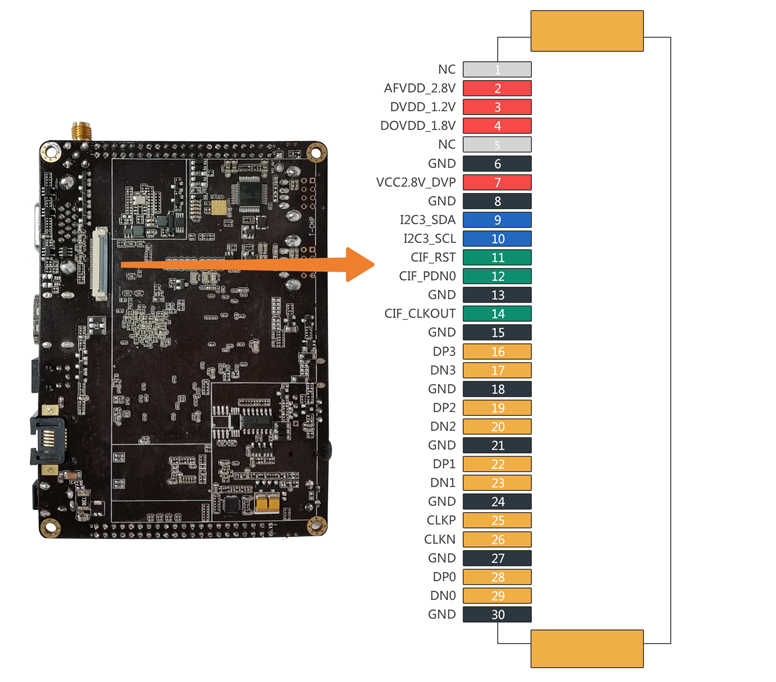 NC 1
AFVDD_2.8V 2
DVDD_1.2V 3
DOVDD_1.8V 4
NC 5
GND 6
VCC2.8V_DVP 7
GND 8
I2C3_SDA 9
I2C3_SCL 10
CIF_RST 11
CIF_PDN0 12
GND 13
CIF_CLKOUT 14
GND 15
DP3 16
DN3 17
GND 18
DP2 19
DN2 20
GND 21
DP1 22
DN1 23
GND 24
CLKP 25
CLKN 26
GND 27
DP0 28
DN0 29
GND 30